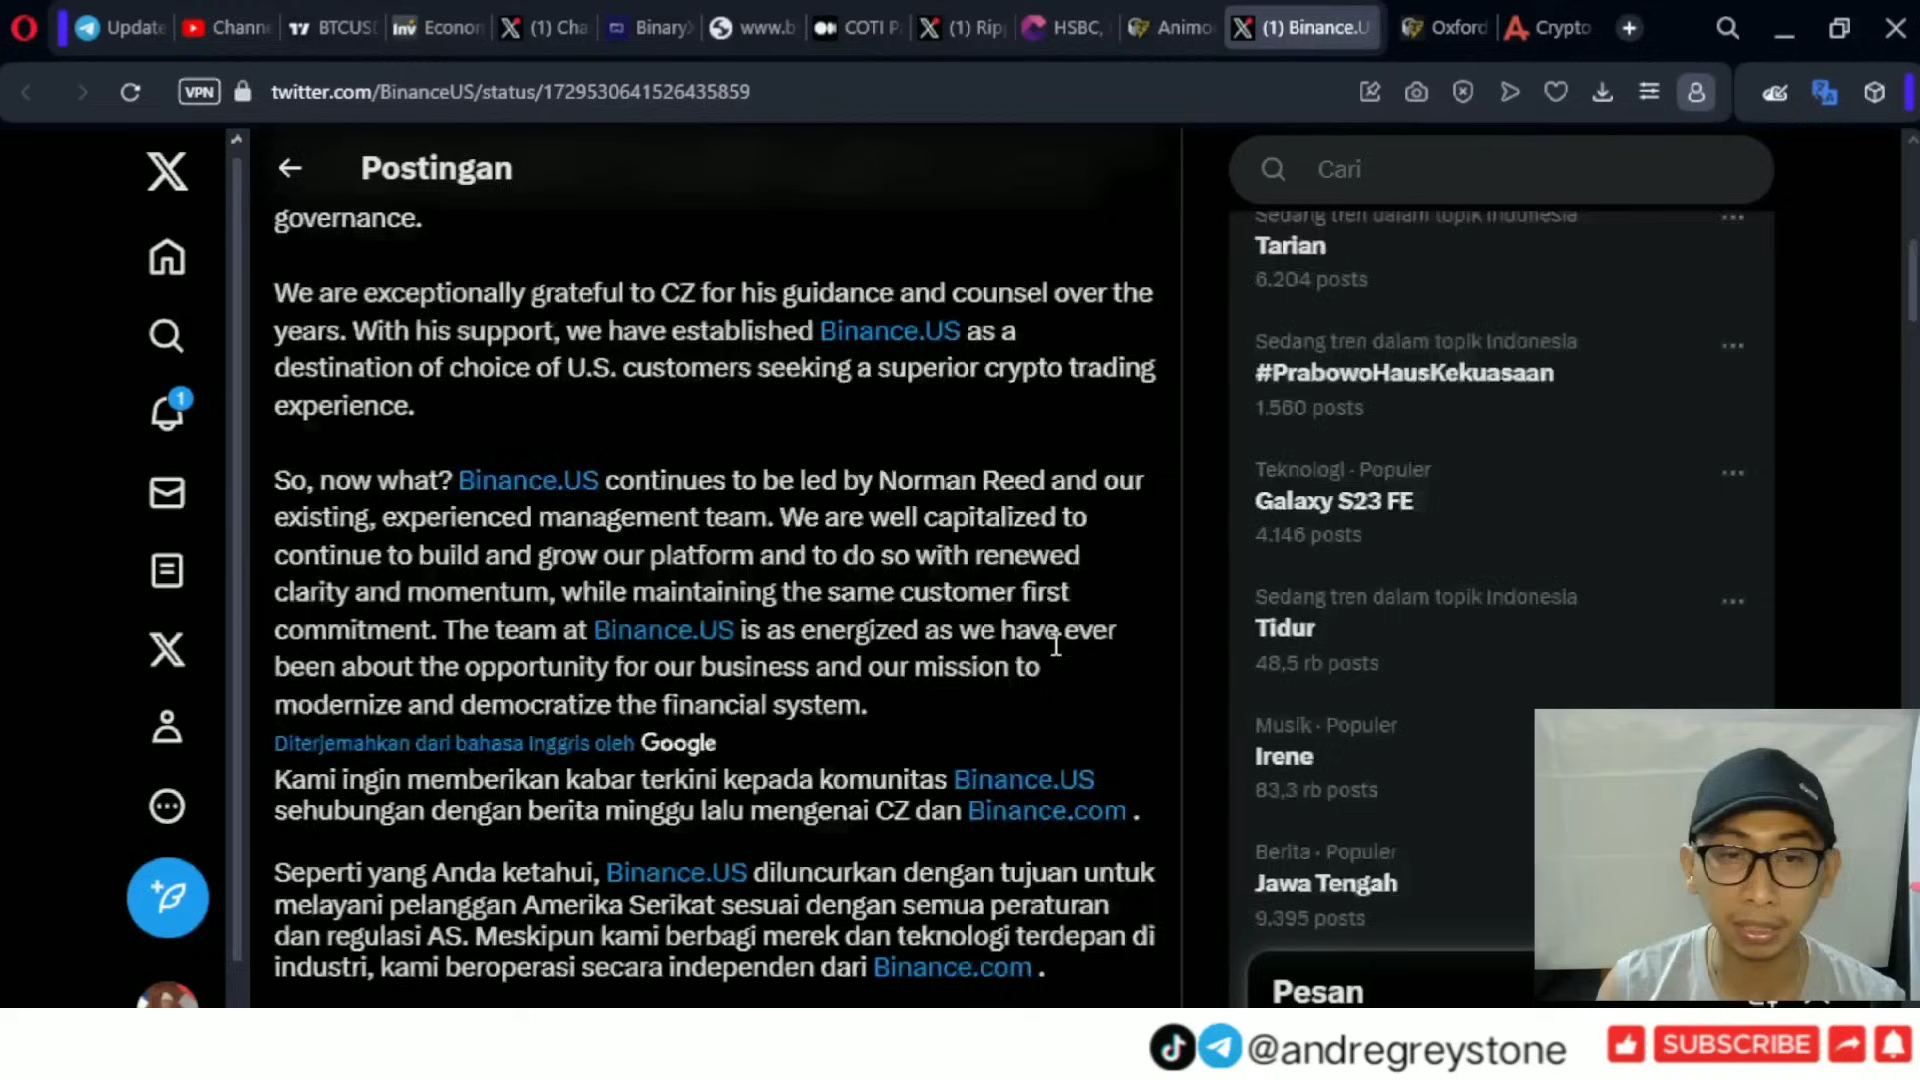 Update
Channe
BTCUSD
Inv Econom
(1) Cha
BinaryX
www.b
COTI P
(1) Ripp
HSBC,
Animo
(1) Binance.U
Oxford
Crypto
VPN
twitter.com/BinanceUS/status/1729530641526435859
Postingan
governance.
We are exceptionally grateful to CZ for his guidance and counsel over the
years. With his support, we have established Binance.US as a
destination of choice of U.S. customers seeking a superior crypto trading
experience.
So, now what? Binance.US continues to be led by Norman Reed and our
existing, experienced management team. We are well capitalized to
continue to build and grow our platform and to do so with renewed
clarity and momentum, while maintaining the same customer first
commitment. The team at Binance.US is as energized as we have ever
been about the opportunity for our business and our mission to
modernize and democratize the financial system.
Diterjemahkan dari bahasa Inggris oleh Google
Kami ingin memberikan kabar terkini kepada komunitas Binance.US
sehubungan dengan berita minggu lalu mengenai CZ dan Binance.com .
Seperti yang Anda ketahui, Binance.US diluncurkan dengan tujuan untuk
melayani pelanggan Amerika Serikat sesuai dengan semua peraturan
dan regulasi AS. Meskipun kami berbagi merek dan teknologi terdepan di
industri, kami beroperasi secara independen dari Binance.com .
1
Cari
Sedang tren dalam topik Indonesia
Tarian
6.204 posts
Sedang tren dalam topik Indonesia
#PrabowoHausKekuasaan
1.560 posts
Teknologi · Populer
Galaxy S23 FE
4.146 posts
Sedang tren dalam topik Indonesia
Tidur
48,5 rb posts
Musik · Populer
Irene
83,3 rb posts
Berita · Populer
Jawa Tengah
9.395 posts
Pesan
@andregreystone
SUBSCRIBE